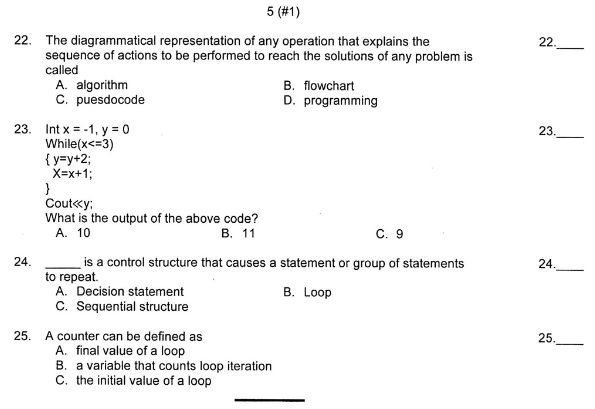 5 (#1)
22. The diagrammatical representation of any operation that explains the 22.____
sequence of actions to be performed to reach the solutions of any problem is
called
A. algorithm B. flowchart
C. puesdocode D. programming
23. Int x = -1, y = 0 23.____
While(x<=3)
{ y=y+2;
X=x+1;
}
Cout<<y;
What is the output of the above code?
A. 10 B. 11 C. 9
24. _____ is a control structure that causes a statement or group of statements 24.____
to repeat.
A. Decision statement B. Loop
C. Sequential structure
25. A counter can be defined as 25.____
A. final value of a loop
B. a variable that counts loop iteration
C. the initial value of a loop